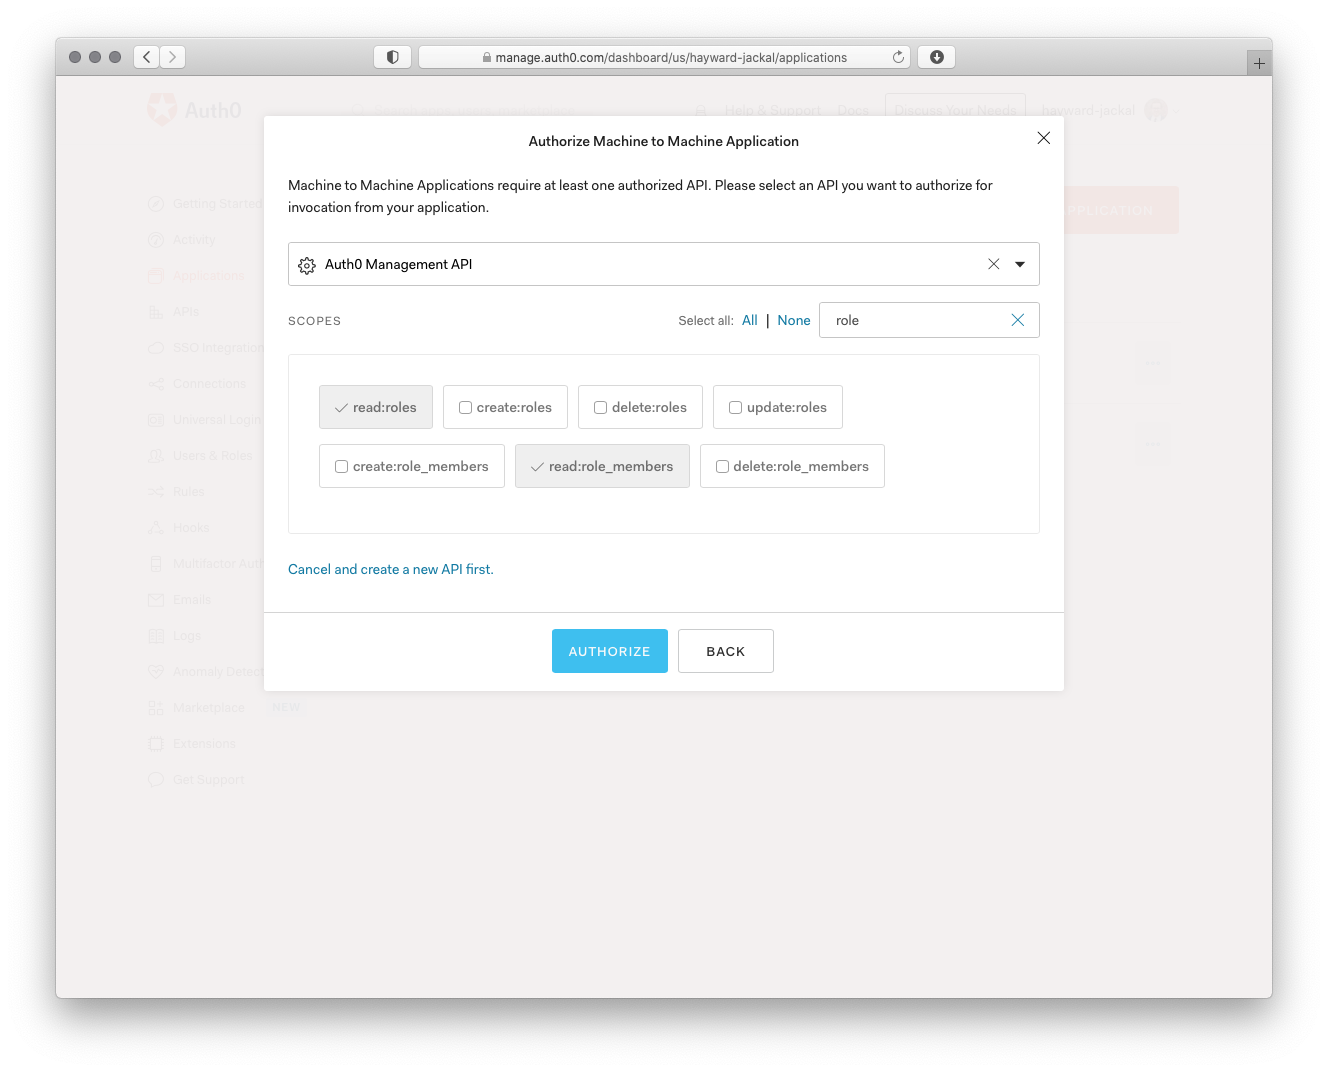 manage.auth0.com/dashboard/us/hayward-jackal/applications
Auth0
Help & Support Docs Discuss Your Needs hayward-jackal
Authorize Machine to Machine Application
Machine to Machine Applications require at least one authorized API. Please select an API you want to authorize for
invocation from your application.
PLICATION
Auth0 Management API
SCOPES Select all: All | None role
read:roles create:roles delete:roles update:roles
create:role_members read:role_members delete:role_members
Cancel and create a new API first.
AUTHORIZE BACK
Getting Started
Activity
Applications
APIs
SSO Integration
Connections
Universal Login
Users & Roles
Rules
Hooks
Multifactor Auth
Emails
Logs
Anomaly Detect
Marketplace NEW
Extensions
Get Support